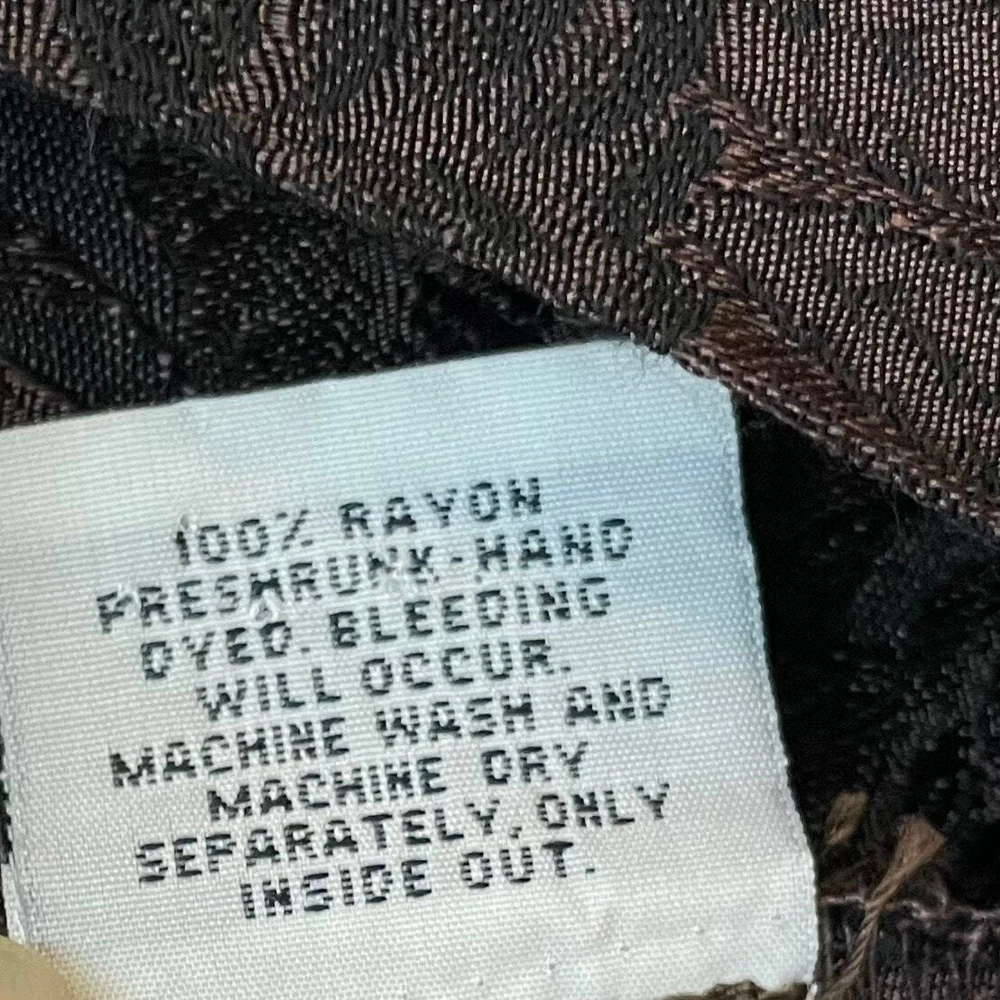 100% RAYON
PRESHRUNK-HAND
DYED. BLEEDING
WILL OCCUR.
MACHINE WASH AND
MACHINE DRY
SEPARATELY, ONLY
INSIDE OUT.